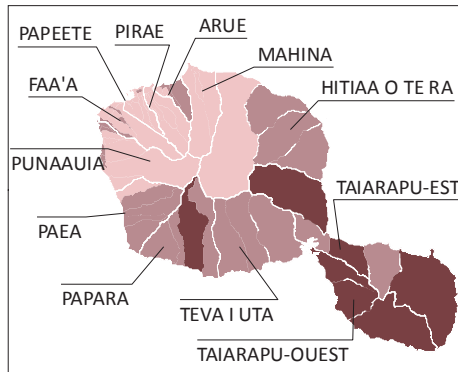 PAPEETE
PIRAE
ARUE
MAHINA
FAA'A
HITIAA O TE RA
PUNAAUIA
TAIARAPU-EST
PAEA
PAPARA
TEVA I UTA
TAIARAPU-OUEST